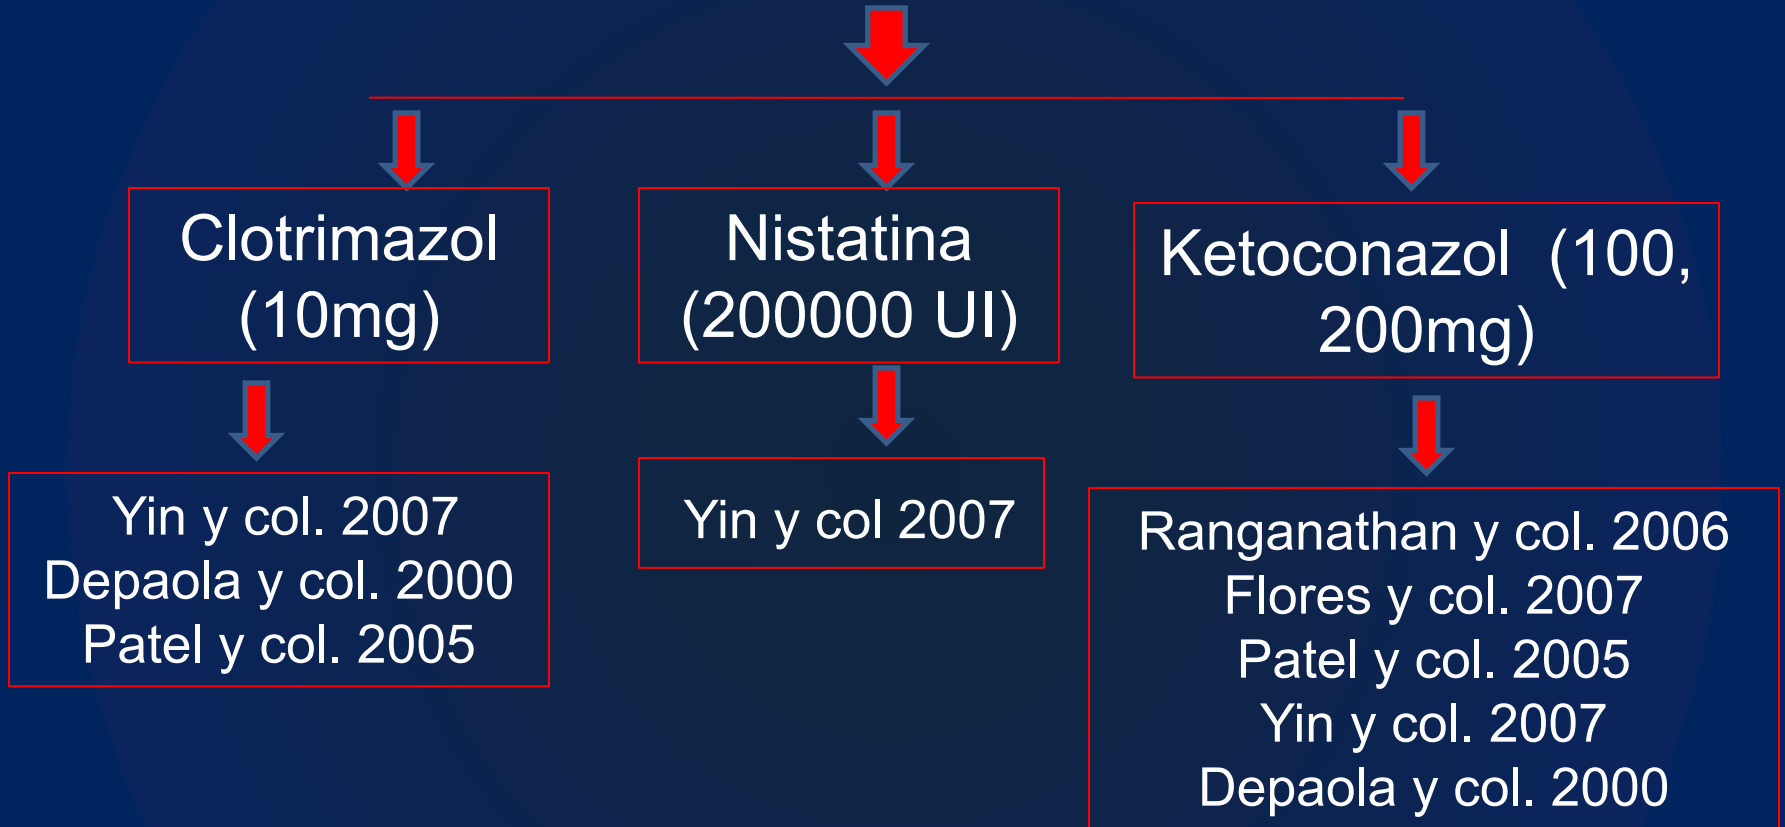 Clotrimazol
(10mg)
Nistatina
(200000 UI)
Ketoconazol (100,
200mg)
Yin y col. 2007
Depaola y col. 2000
Patel y col. 2005
Yin y col 2007
Ranganathan y col. 2006
Flores y col. 2007
Patel y col. 2005
Yin y col. 2007
Depaola y col. 2000